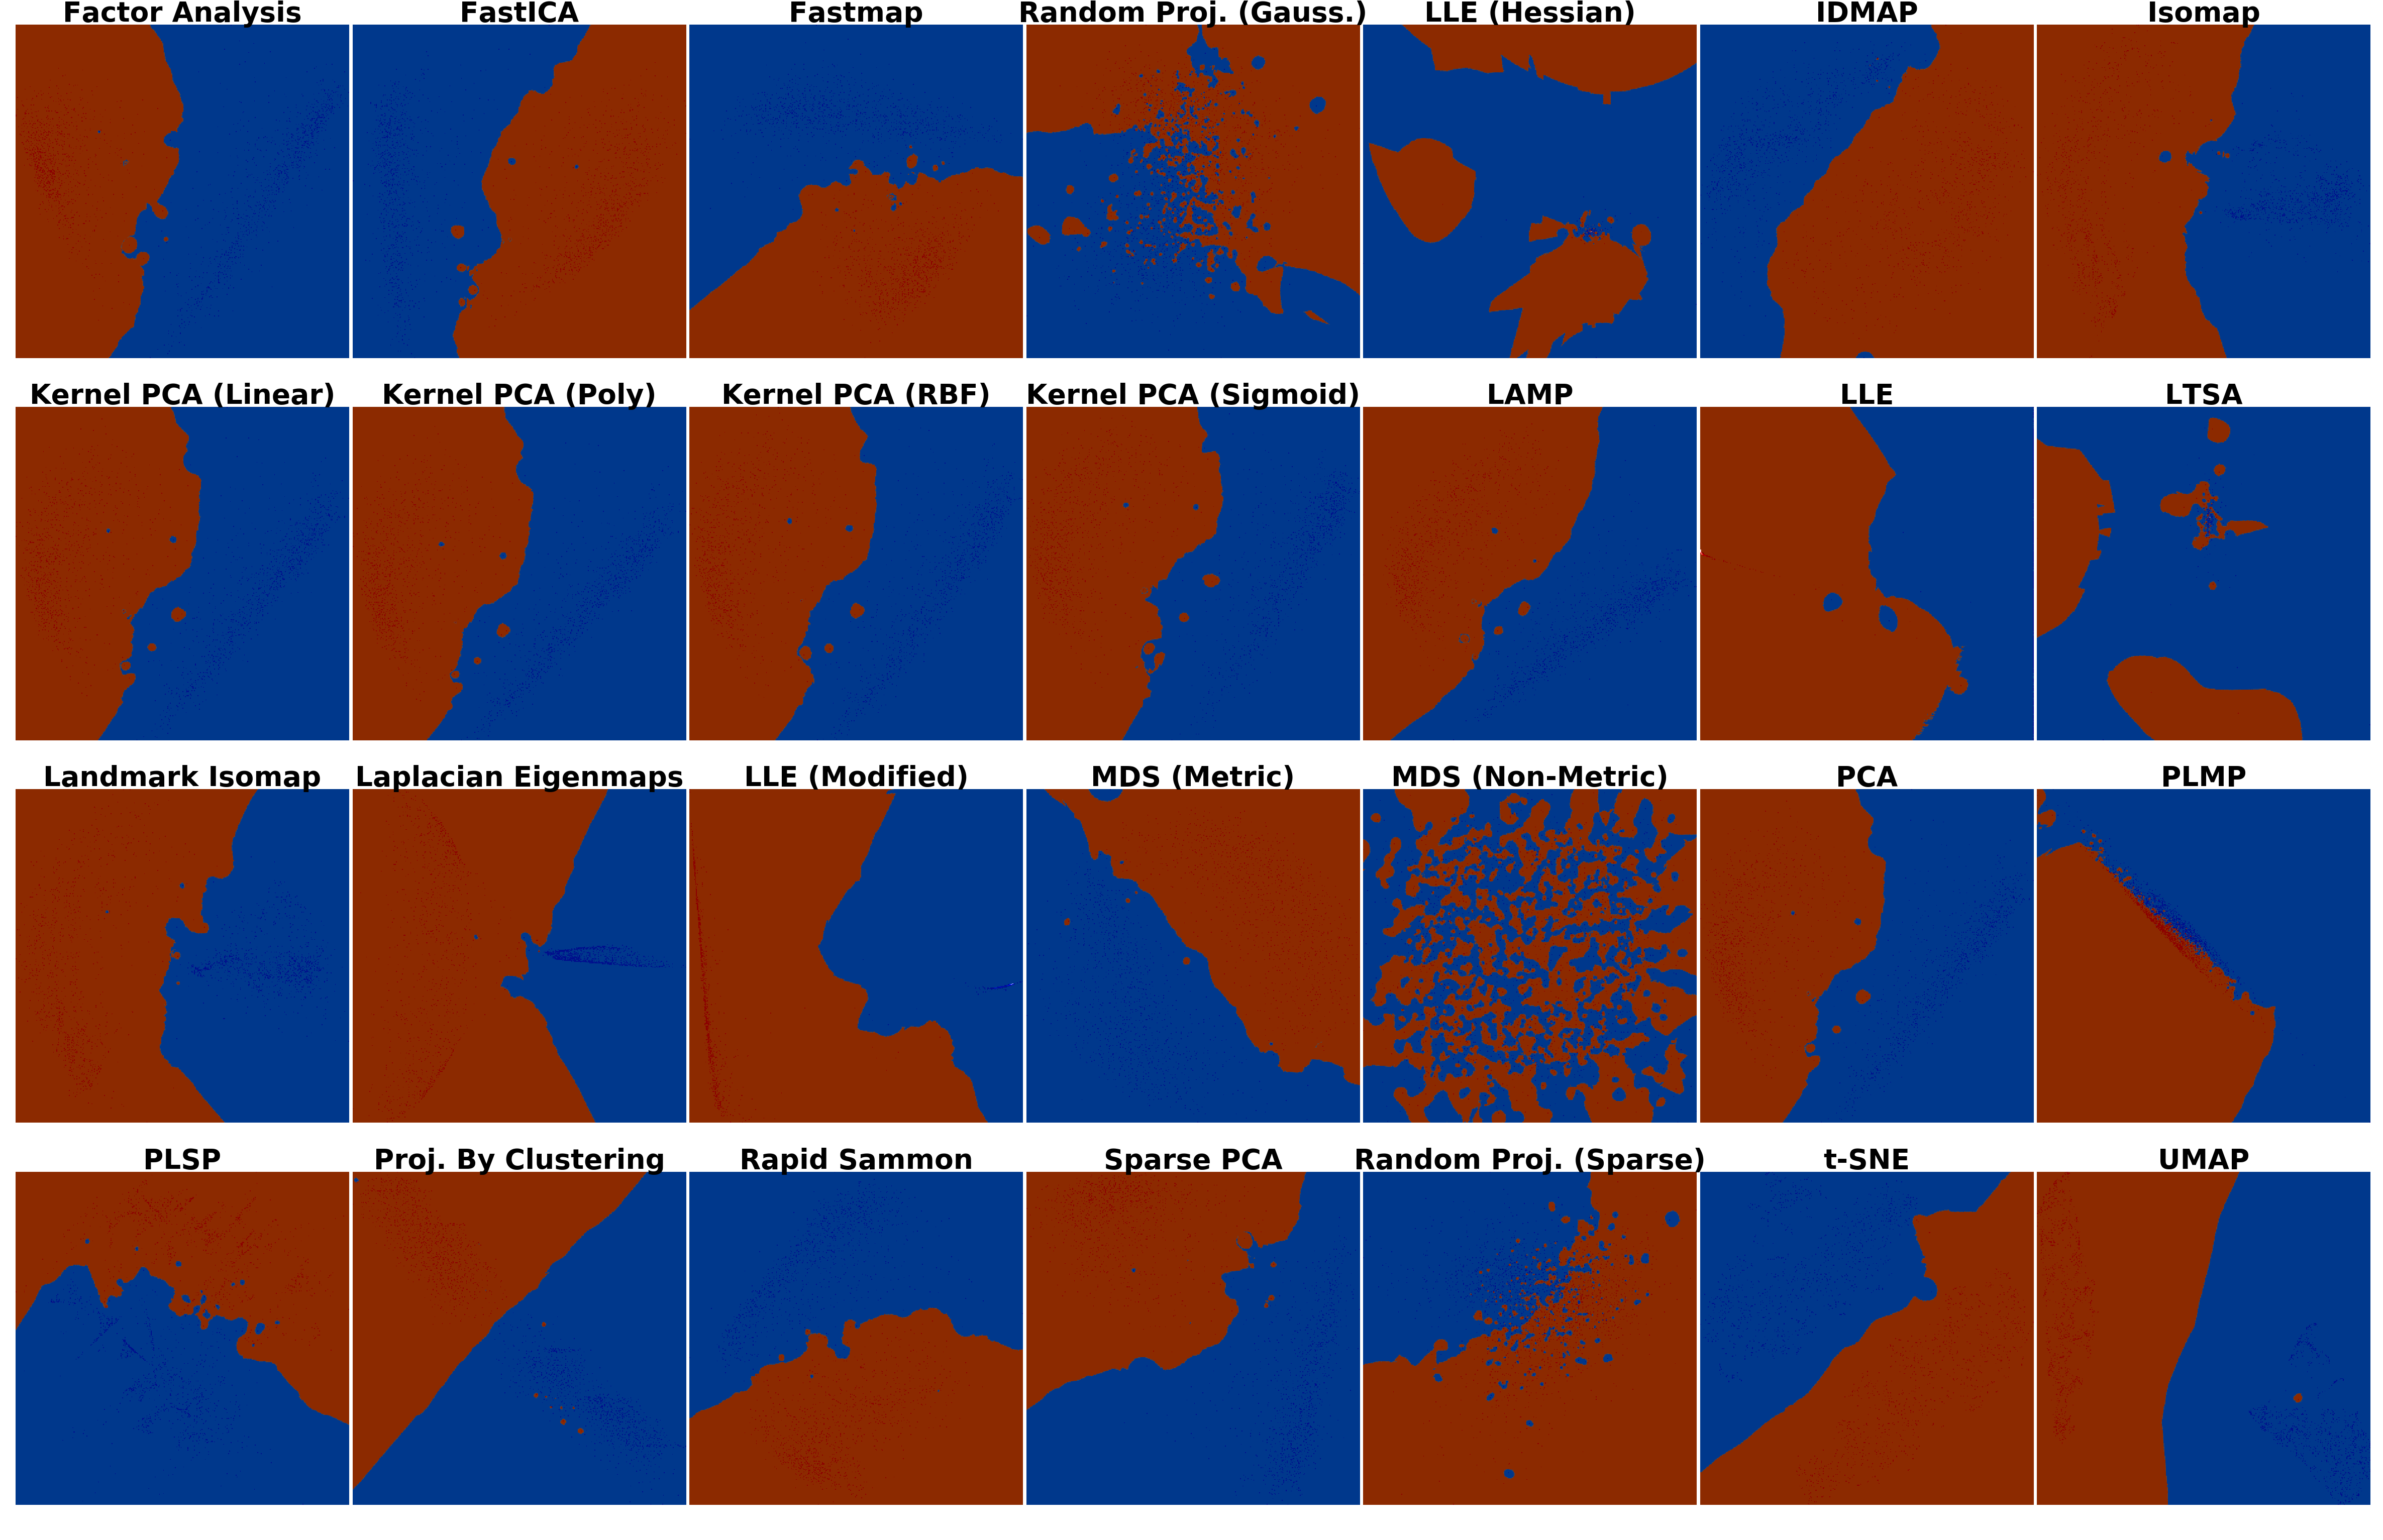 Factor Analysis
FastICA
Fastmap
Random Proj. (Gauss.)
LLE (Hessian)
IDMAP
Isomap
Kernel PCA (Linear)
Kernel PCA (Poly)
Kernel PCA (RBF)
Kernel PCA (Sigmoid)
LAMP
LLE
LTSA
Landmark Isomap
Laplacian Eigenmaps
LLE (Modified)
MDS (Metric)
MDS (Non-Metric)
PCA
PLMP
PLSP
Proj. By Clustering
Rapid Sammon
Sparse PCA
Random Proj. (Sparse)
t-SNE
UMAP